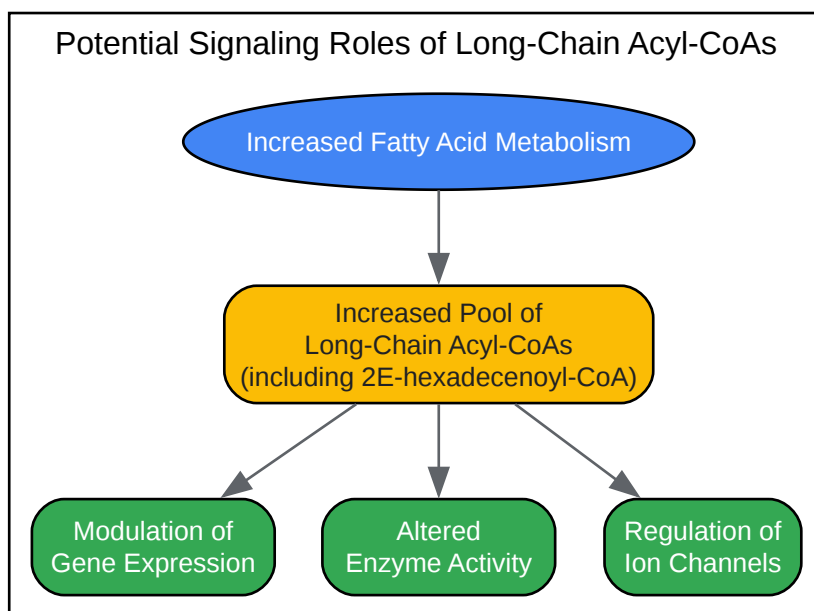 Potential Signaling Roles of Long-Chain Acyl-CoAs
Increased Fatty Acid Metabolism
Increased Pool of
Long-Chain Acyl-CoAs
(including 2E-hexadecenoyl-CoA)
Modulation of
Gene Expression
Altered
Enzyme Activity
Regulation of
Ion Channels